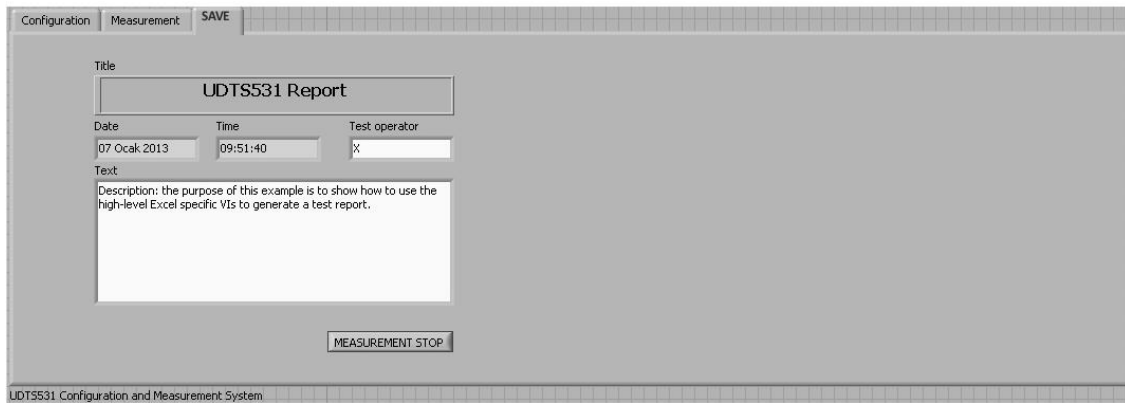 Configuration Measurement SAVE
Title
UDTS531 Report
Date Time Test operator
07 Ocak 2013 09:51:40 X
Text
Description: the purpose of this example is to show how to use the
high-level Excel specific VIs to generate a test report.
MEASUREMENT STOP
UDTS531 Configuration and Measurement System